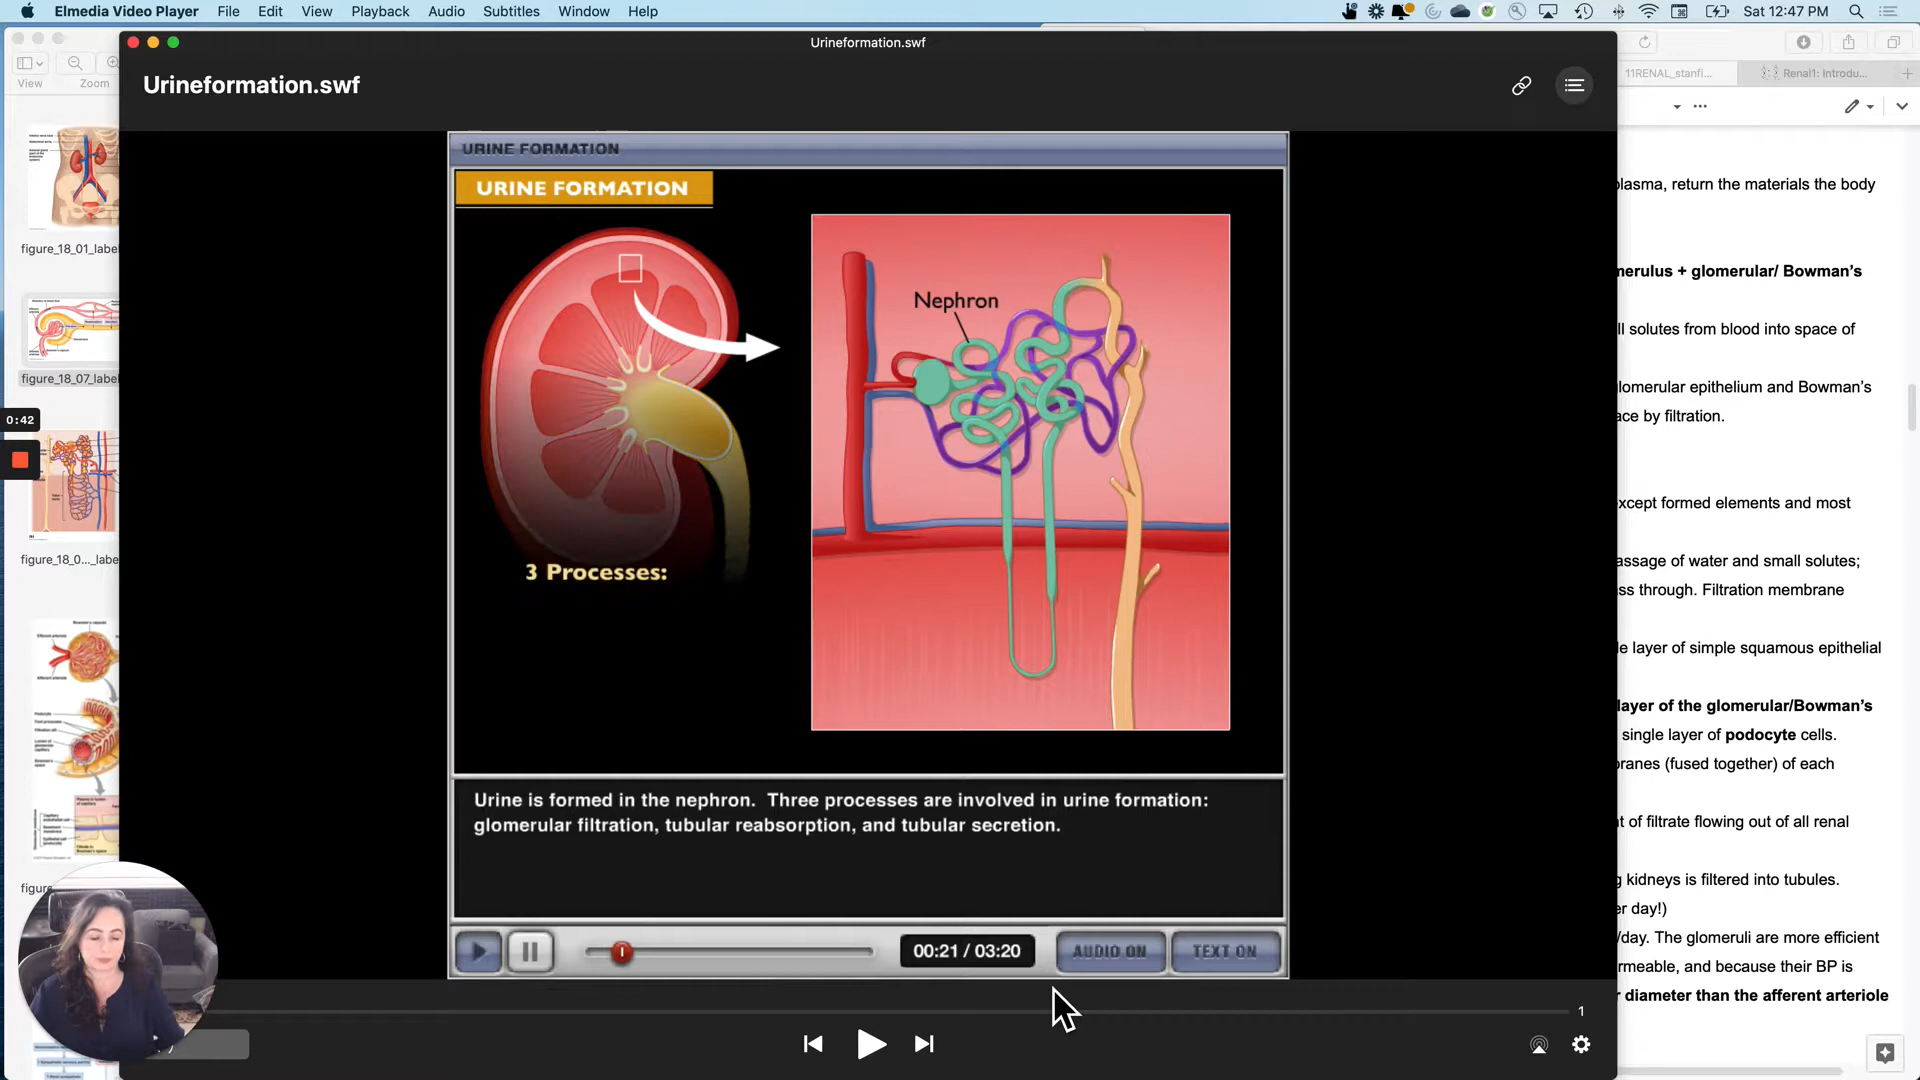 Elmedia Video Player File Edit View Playback Audio Subtitles Window Help Sat 12:47 PM
Urineformation.swf
View Zoom
11RENAL_stanfi... Renal1: Introdu...
Urineformation.swf
URINE FORMATION
URINE FORMATION
Nephron
3 Processes:
Urine is formed in the nephron. Three processes are involved in urine formation:
glomerular filtration, tubular reabsorption, and tubular secretion.
00:21 / 03:20 AUDIO ON TEXT ON
1
figure_18_01_label
figure_18_07_label
0:42
figure_18_0..._labe
figure
plasma, return the materials the body
merulus + glomerular/ Bowman's
ll solutes from blood into space of
lomerular epithelium and Bowman's
ace by filtration.
xcept formed elements and most
assage of water and small solutes;
ss through. Filtration membrane
le layer of simple squamous epithelial
layer of the glomerular/Bowman's
single layer of podocyte cells.
branes (fused together) of each
t of filtrate flowing out of all renal
g kidneys is filtered into tubules.
er day!)
/day. The glomeruli are more efficient
rmeable, and because their BP is
r diameter than the afferent arteriole